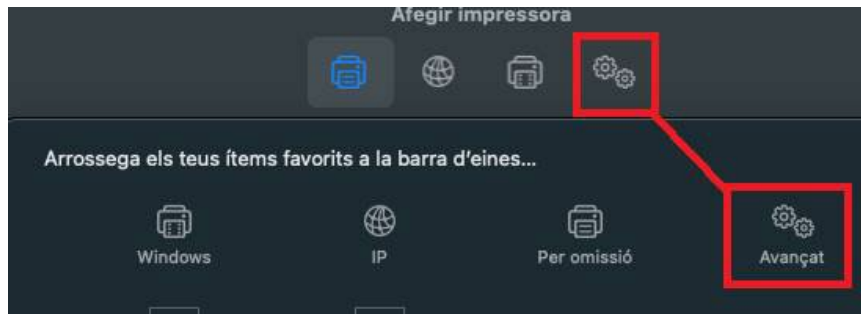 Afegir impressora
Arrossega els teus ítems favorits a la barra d'eines...
Windows
IP
Per omissió
Avançat